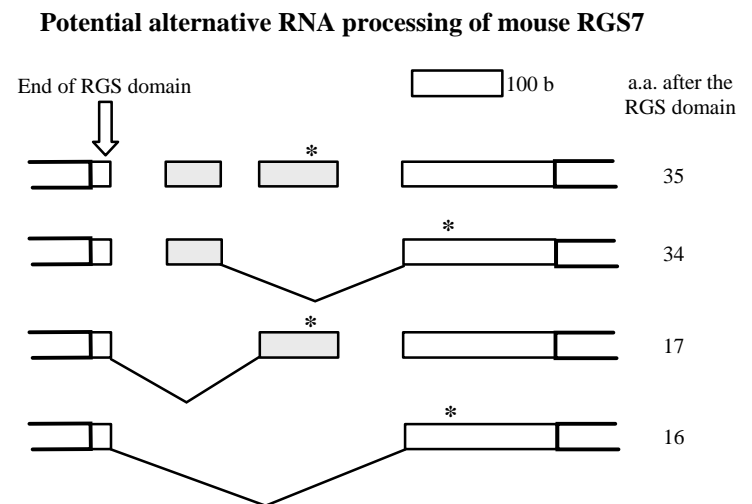 Potential alternative RNA processing of mouse RGS7
End of RGS domain
100 b
a.a. after the
RGS domain
*
35
*
34
*
17
*
16